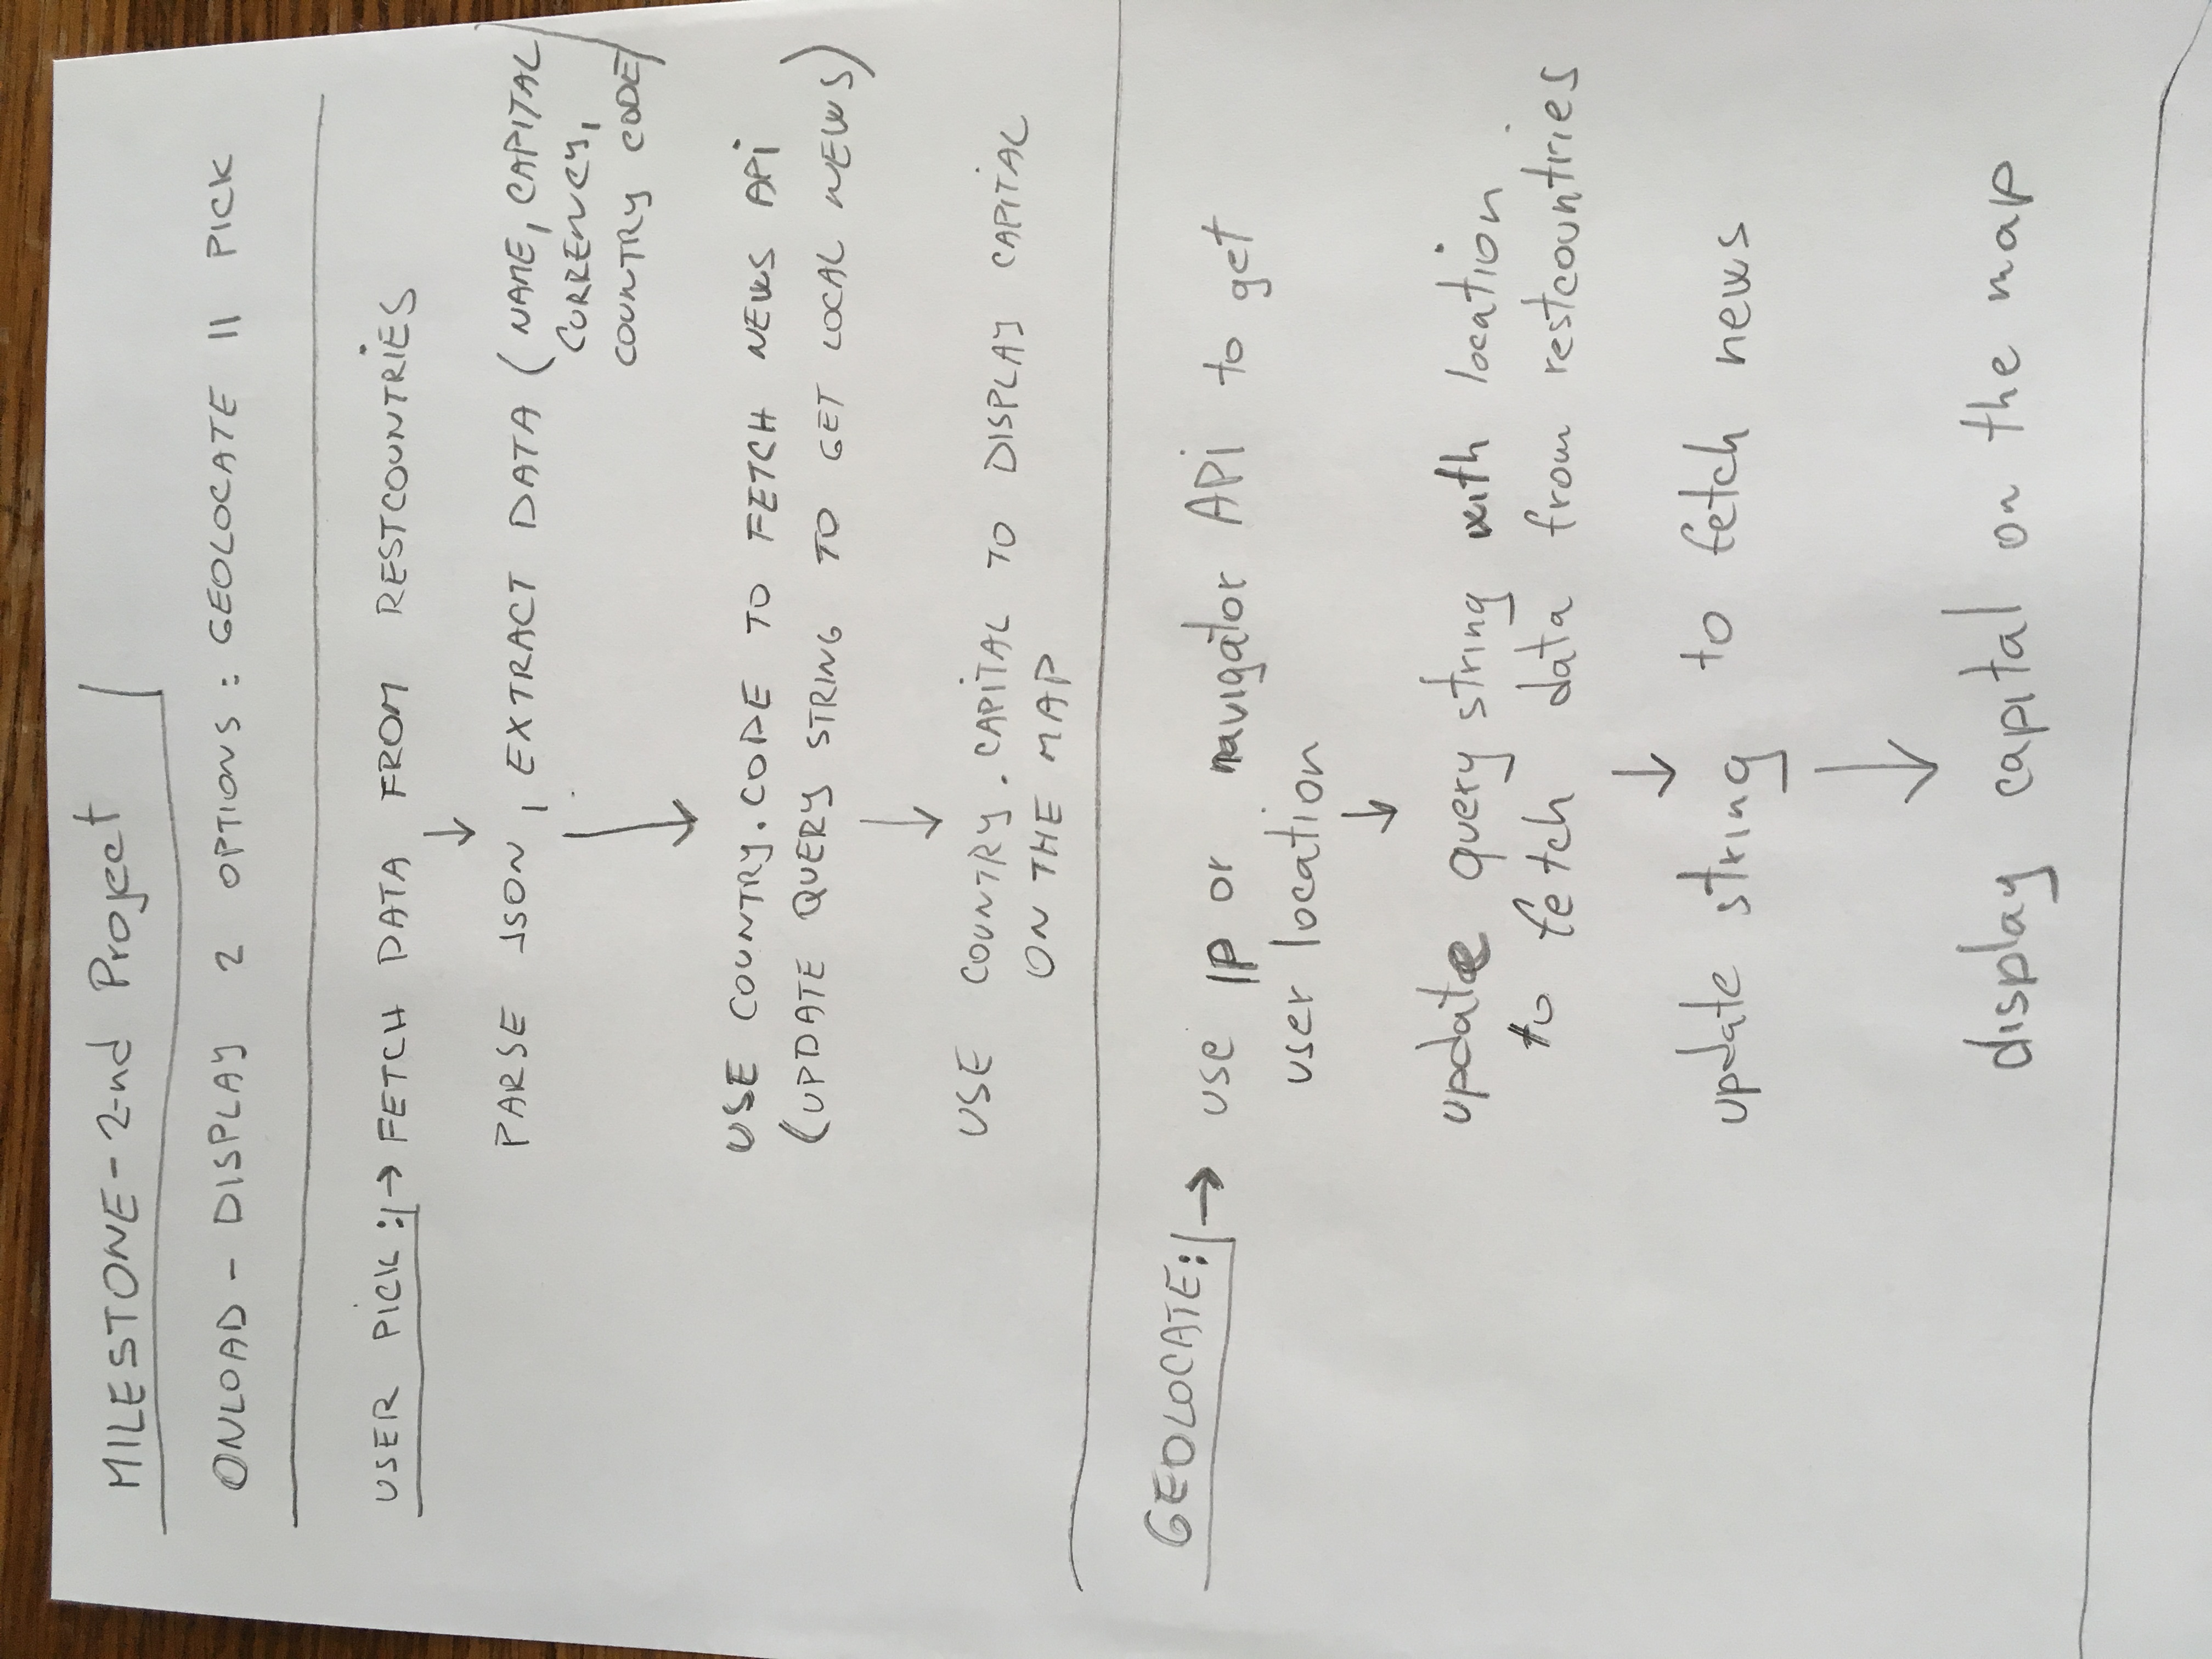 MILESTONE - 2-nd Project
ONLOAD - DISPLAY 2 OPTIONS : GEOLOCATE || PICK
USER PICK: → FETCH DATA FROM RESTCOUNTRIES
↓
PARSE JSON, EXTRACT DATA (NAME, CAPITAL
CURRENCY,
COUNTRY CODE)
↓
USE COUNTRY.CODE TO FETCH NEWS API
(UPDATE QUERY STRING TO GET LOCAL NEWS)
↓
USE COUNTRY.CAPITAL TO DISPLAY CAPITAL
ON THE MAP
GEOLOCATE: → use IP or navigator API to get
user location
↓
update query string with location
to fetch data from restcountries
↓
update string to fetch news
↓
display capital on the map